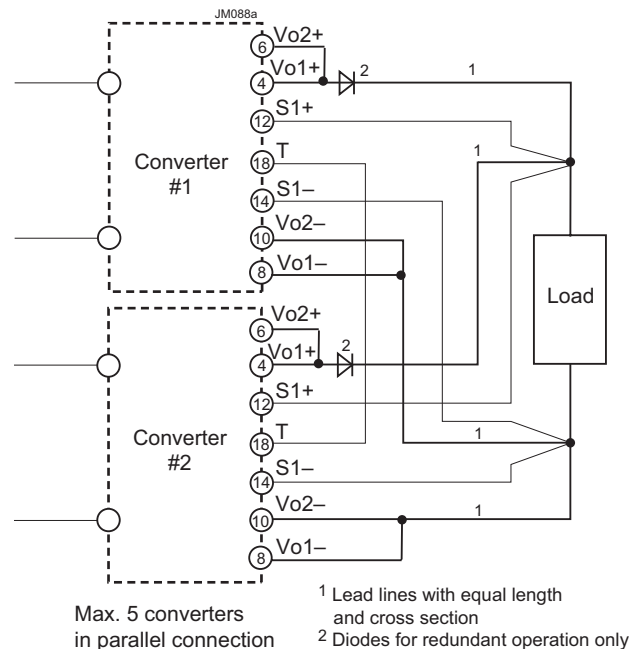 JM088a
6 Vo2+
4 Vo1+ 2 1
12 S1+
Converter
#1
18 T 1
14 S1–
10 Vo2–
8 Vo1–
Load
6 Vo2+
4 Vo1+ 2
12 S1+
Converter
#2
18 T 1
14 S1–
10 Vo2– 1
8 Vo1–
Max. 5 converters
in parallel connection
1 Lead lines with equal length
and cross section
2 Diodes for redundant operation only